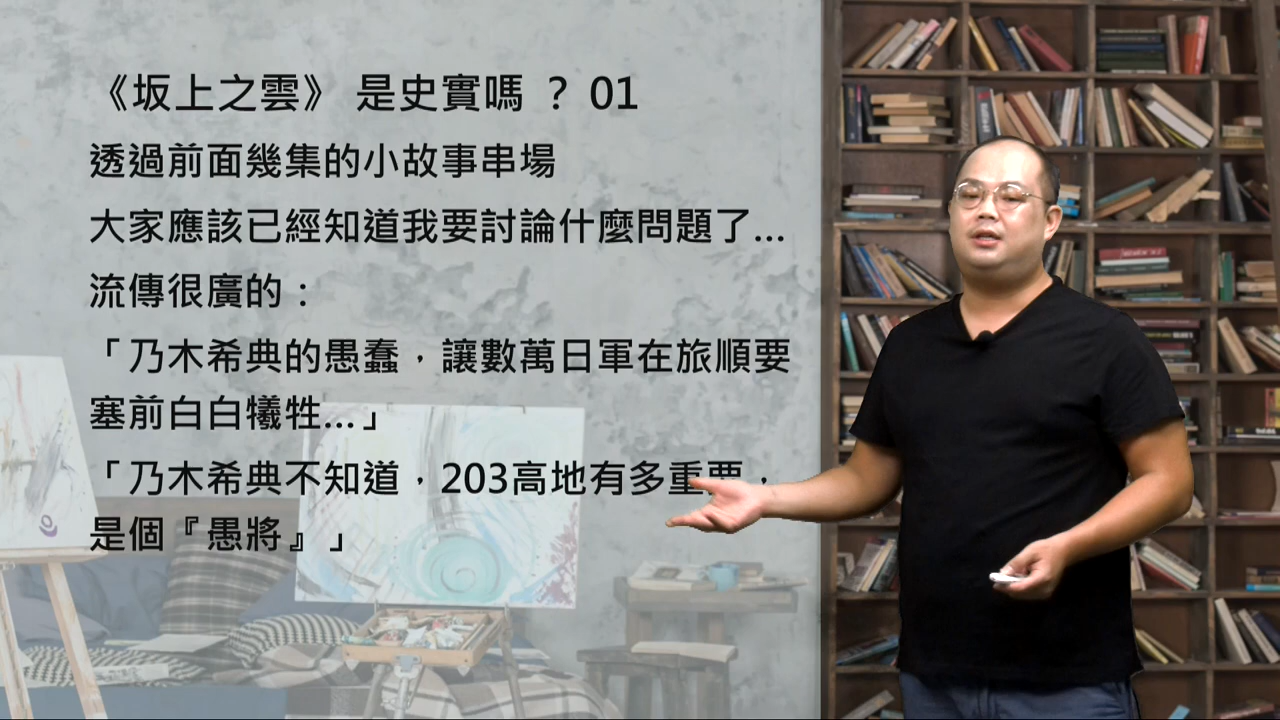 《坂上之雲》 是史實嗎 ？ 01
透過前面幾集的小故事串場
大家應該已經知道我要討論什麼問題了…
流傳很廣的：
「乃木希典的愚蠢，讓數萬日軍在旅順要
塞前白白犧牲…」
「乃木希典不知道，203高地有多重要，
是個『愚將』」